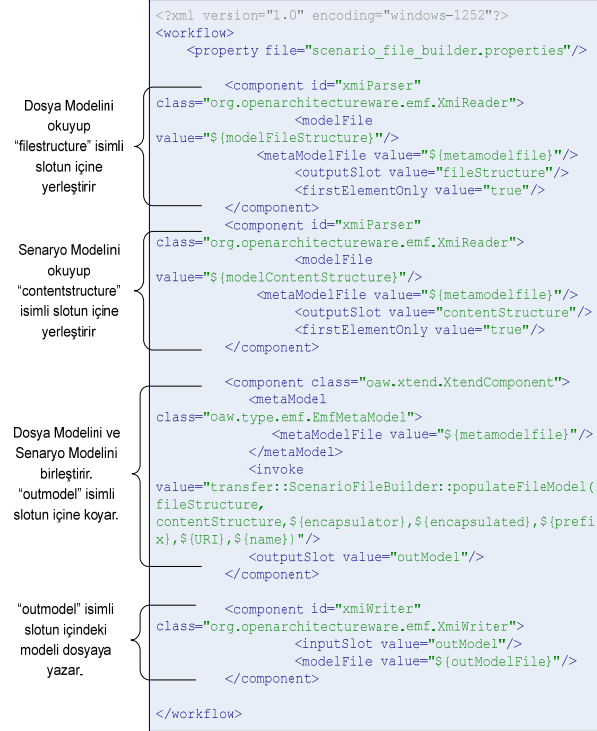 <?xml version="1.0" encoding="windows-1252"?>
<workflow>
<property file="scenario_file_builder.properties"/>
Dosya Modelini
okuyup
“filestructure” isimli
slotun içine
yerleştirir
<component id="xmiParser"
class="org.openarchitectureware.emf.XmiReader">
<modelFile
value="${modelFileStructure}"/>
<metaModelFile value="${metamodelfile}"/>
<outputSlot value="fileStructure"/>
<firstElementOnly value="true"/>
</component>
Senaryo Modelini
okuyup
“contentstructure”
isimli slotun içine
yerleştirir
<component id="xmiParser"
class="org.openarchitectureware.emf.XmiReader">
<modelFile
value="${modelContentStructure}"/>
<metaModelFile value="${metamodelfile}"/>
<outputSlot value="contentStructure"/>
<firstElementOnly value="true"/>
</component>
Dosya Modelini ve
Senaryo Modelini
birleştirir.
“outmodel” isimli
slotun içine koyar.
<component class="oaw.xtend.XtendComponent">
<metaModel
class="oaw.type.emf.EmfMetaModel">
<metaModelFile value="${metamodelfile}"/>
</metaModel>
<invoke
value="transfer::ScenarioFileBuilder::populateFileModel(
fileStructure,
contentStructure,${encapsulator},${encapsulated},${prefi
x},${URI},${name})"/>
<outputSlot value="outModel"/>
</component>
“outmodel” isimli
slotun içindeki
modeli dosyaya
yazar.
<component id="xmiWriter"
class="org.openarchitectureware.emf.XmiWriter">
<inputSlot value="outModel"/>
<modelFile value="${outModelFile}"/>
</component>
</workflow>